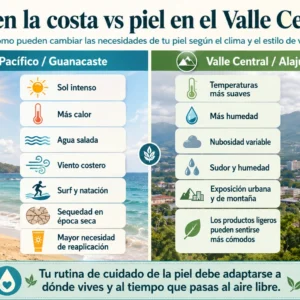 en la costa vs piel en el Valle Ce
ómo pueden cambiar las necesidades de tu piel según el clima y el estilo de v
Pacífico / Guanacaste
Sol intenso
Más calor
Agua salada
Viento costero
Surf y natación
Sequedad en
época seca
Mayor necesidad
de reaplicación
Valle Central / Alaju
Temperaturas
más suaves
Más humedad
Nubosidad variable
Sudor y humedad
Exposición urbana
y de montaña
Los productos ligeros
pueden sentirse
más cómodos
Tu rutina de cuidado de la piel debe adaptarse a
dónde vives y al tiempo que pasas al aire libre.